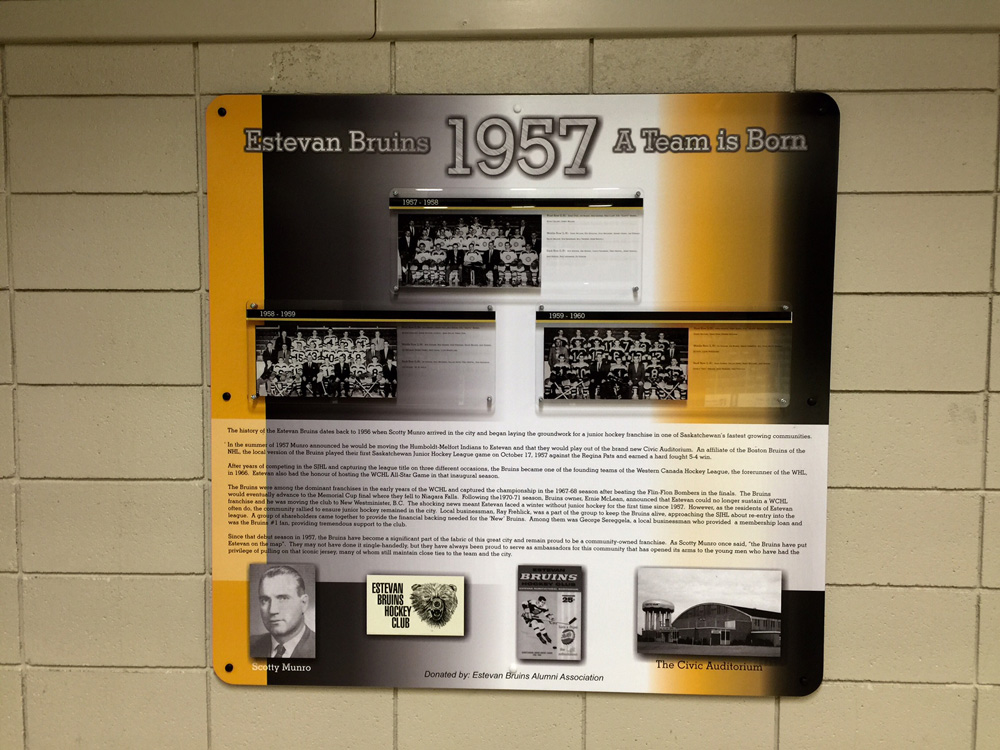 Estevan Bruins 1957 A Team is Born
1957 - 1958
1958 - 1959
1959 - 1960
The history of the Estevan Bruins dates back to 1956 when Scotty Munro arrived in the city and began laying the groundwork for a junior hockey franchise in one of Saskatchewan's fastest growing communities.
In the summer of 1957 Munro announced he would be moving the Humboldt-Melfort Indians to Estevan and that they would play out of the brand new Civic Auditorium. An affiliate of the Boston Bruins of the
NHL, the local version of the Bruins played their first Saskatchewan Junior Hockey League game on October 17, 1957 against the Regina Pats and earned a hard fought 5-4 win.
After years of competing in the SJHL and capturing the league title on three different occasions, the Bruins became one of the founding teams of the Western Canada Hockey League, the forerunner of the WHL,
in 1966. Estevan also had the honour of hosting the WCHL All-Star Game in that inaugural season.
The Bruins were among the dominant franchises in the early years of the WCHL and captured the championship in the 1967-68 season after beating the Flin-Flon Bombers in the finals. The Bruins
would eventually advance to the Memorial Cup final where they fell to Niagara Falls. Following the 1970-71 season, Bruins owner, Ernie McLean, announced that Estevan could no longer sustain a WCHL
franchise and he was moving the club to New Westminster, B.C. The shocking news meant Estevan faced a winter without junior hockey for the first time since 1957. However, as the residents of Estevan
often do, the community rallied to ensure junior hockey remained in the city. Local businessman, Ray Frehlick, was a part of the group to keep the Bruins alive, approaching the SJHL about re-entry into the
league. A group of shareholders came together to provide the financial backing needed for the 'New' Bruins. Among them was George Sereggela, a local businessman who provided a membership loan and
was the Bruins #1 fan, providing tremendous support to the club.
Since that debut season in 1957, the Bruins have become a significant part of the fabric of this great city and remain proud to be a community-owned franchise. As Scotty Munro once said, "the Bruins have put
Estevan on the map". They may not have done it single-handedly, but they have always been proud to serve as ambassadors for this community that has opened its arms to the young men who have had the
privilege of pulling on that iconic jersey, many of whom still maintain close ties to the team and the city.
ESTEVAN
BRUINS
HOCKEY
CLUB
ESTEVAN
BRUINS
HOCKEY CLUB
25¢
Scotty Munro
The Civic Auditorium
Donated by: Estevan Bruins Alumni Association